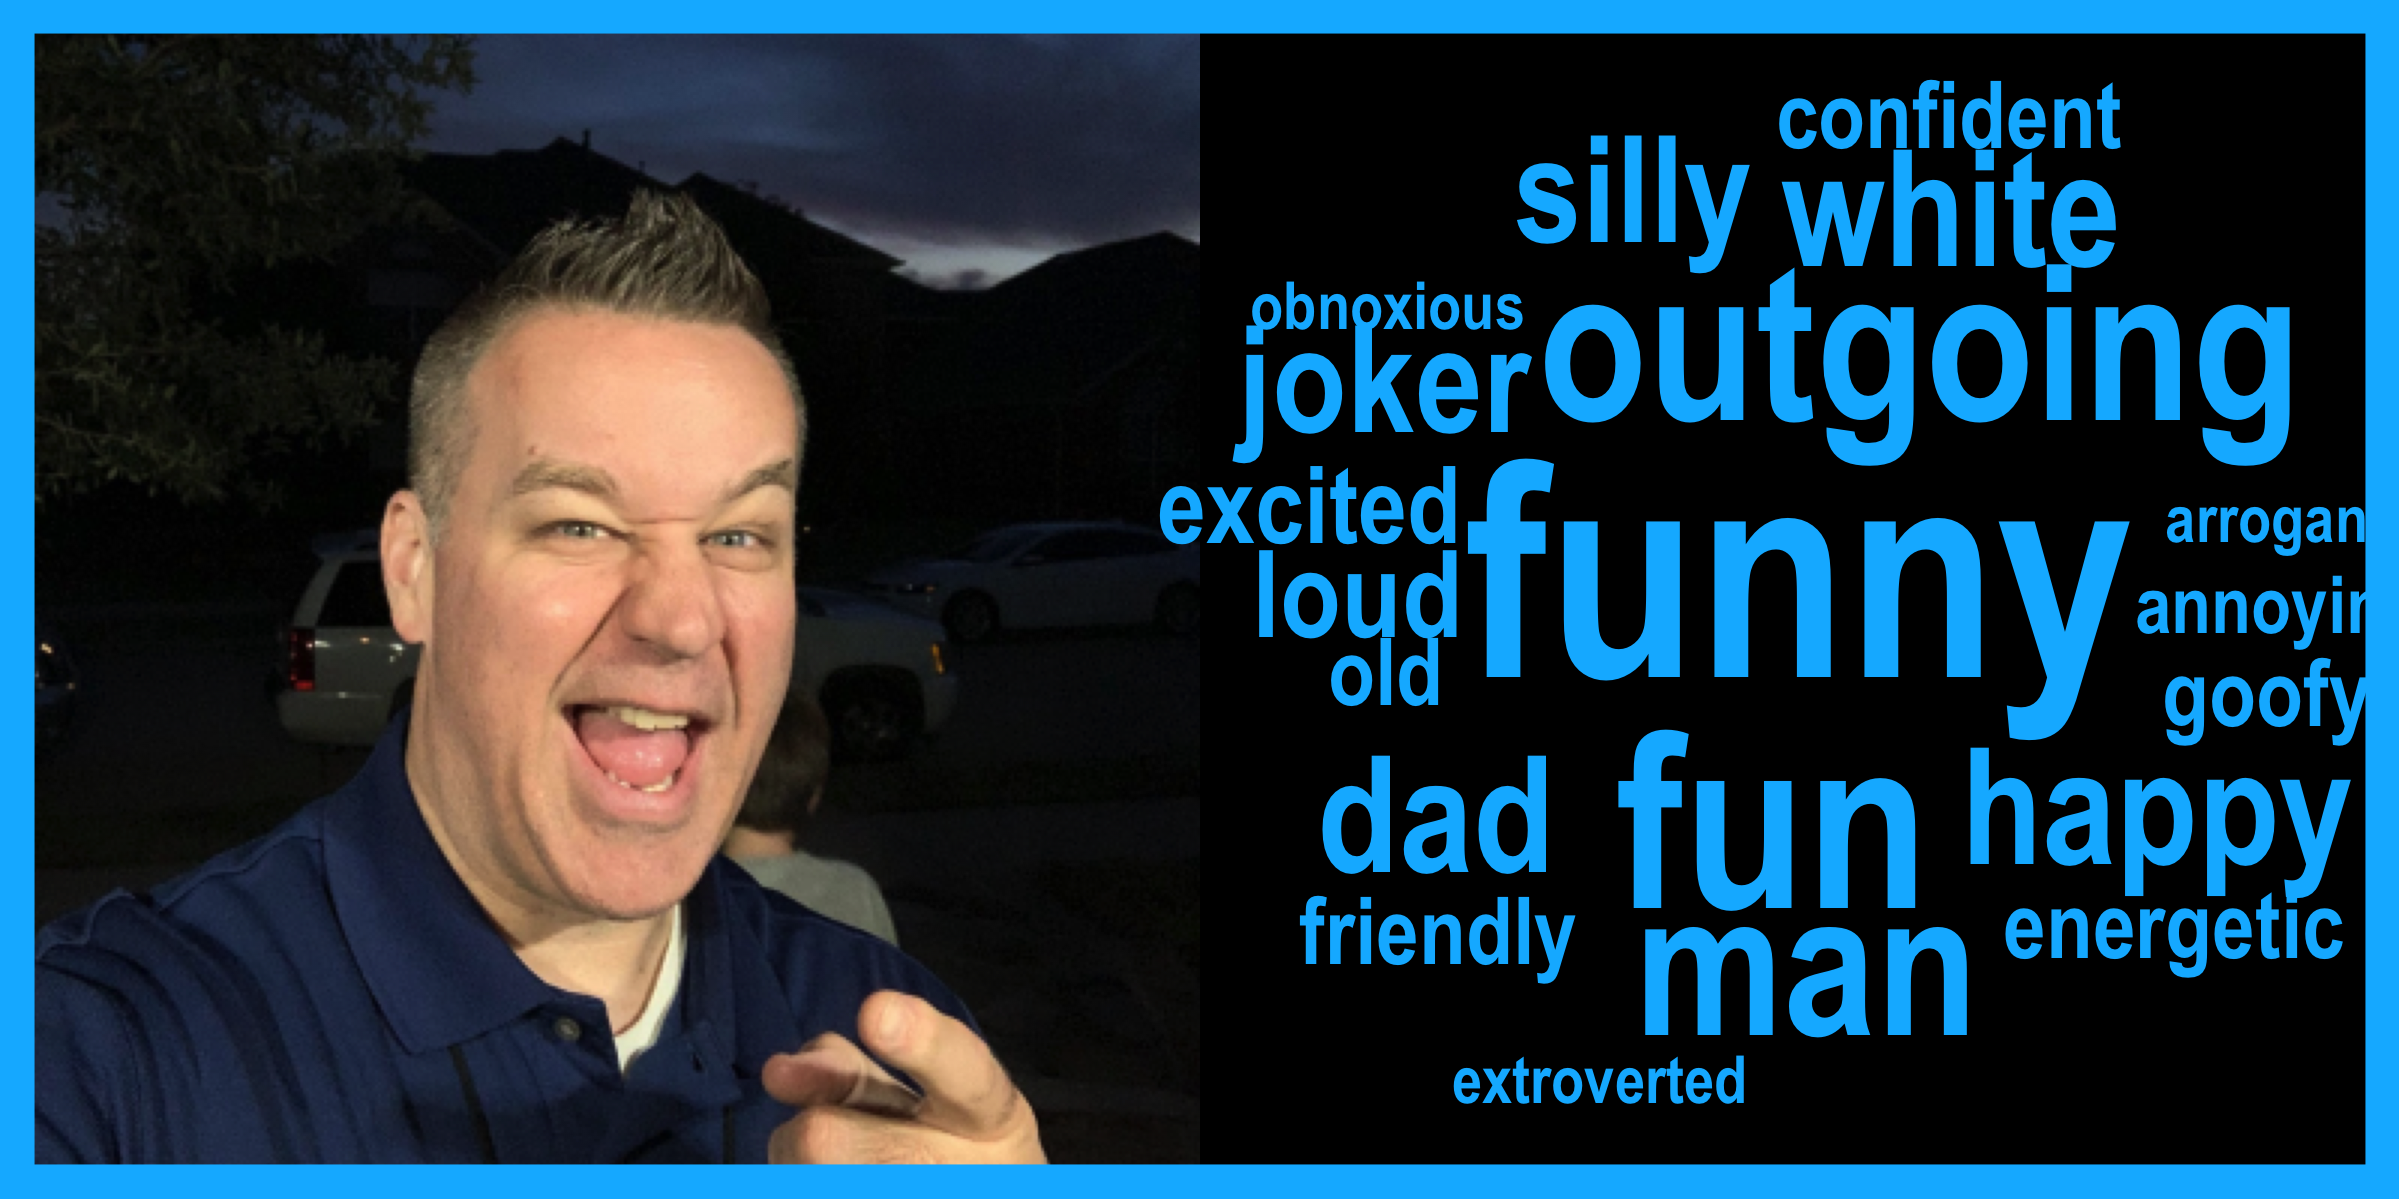 confident
silly white
obnoxious
joker outgoing
excited funny arrogan
loud annoyin
old goofy
dad fun happy
friendly man energetic
extroverted